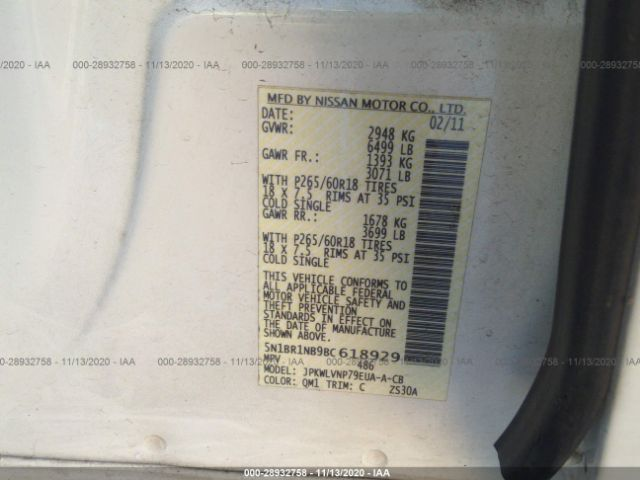 11/13/2020 - IAA 000-28932758 - 11/13/2020 - IAA 000-28932758 - 11/13/2020 - IAA 000-28932758
MFD BY NISSAN MOTOR CO., LTD.
DATE: 02/11
GVWR: 2948 KG
6499 LB
GAWR FR.: 1393 KG
3071 LB
WITH P265/60R18 TIRES
18 X 7.5 RIMS AT 35 PSI
COLD SINGLE
GAWR RR.: 1678 KG
3699 LB
WITH P265/60R18 TIRES
18 X 7.5 RIMS AT 35 PSI
COLD SINGLE
THIS VEHICLE CONFORMS TO
ALL APPLICABLE FEDERAL
MOTOR VEHICLE SAFETY AND
THEFT PREVENTION
STANDARDS IN EFFECT ON
THE DATE OF MANUFACTURE
SHOWN ABOVE.
5N1BR1NB9BC618929
MPV 486
MODEL: JPKWLVNP79EUA-A-CB
COLOR: QM1 TRIM: C ZS30A
11/13/2020 - IAA 000-28932758 - 11/13/2020 - IAA 000-28932758
000-28932758 - 11/13/2020 - IAA